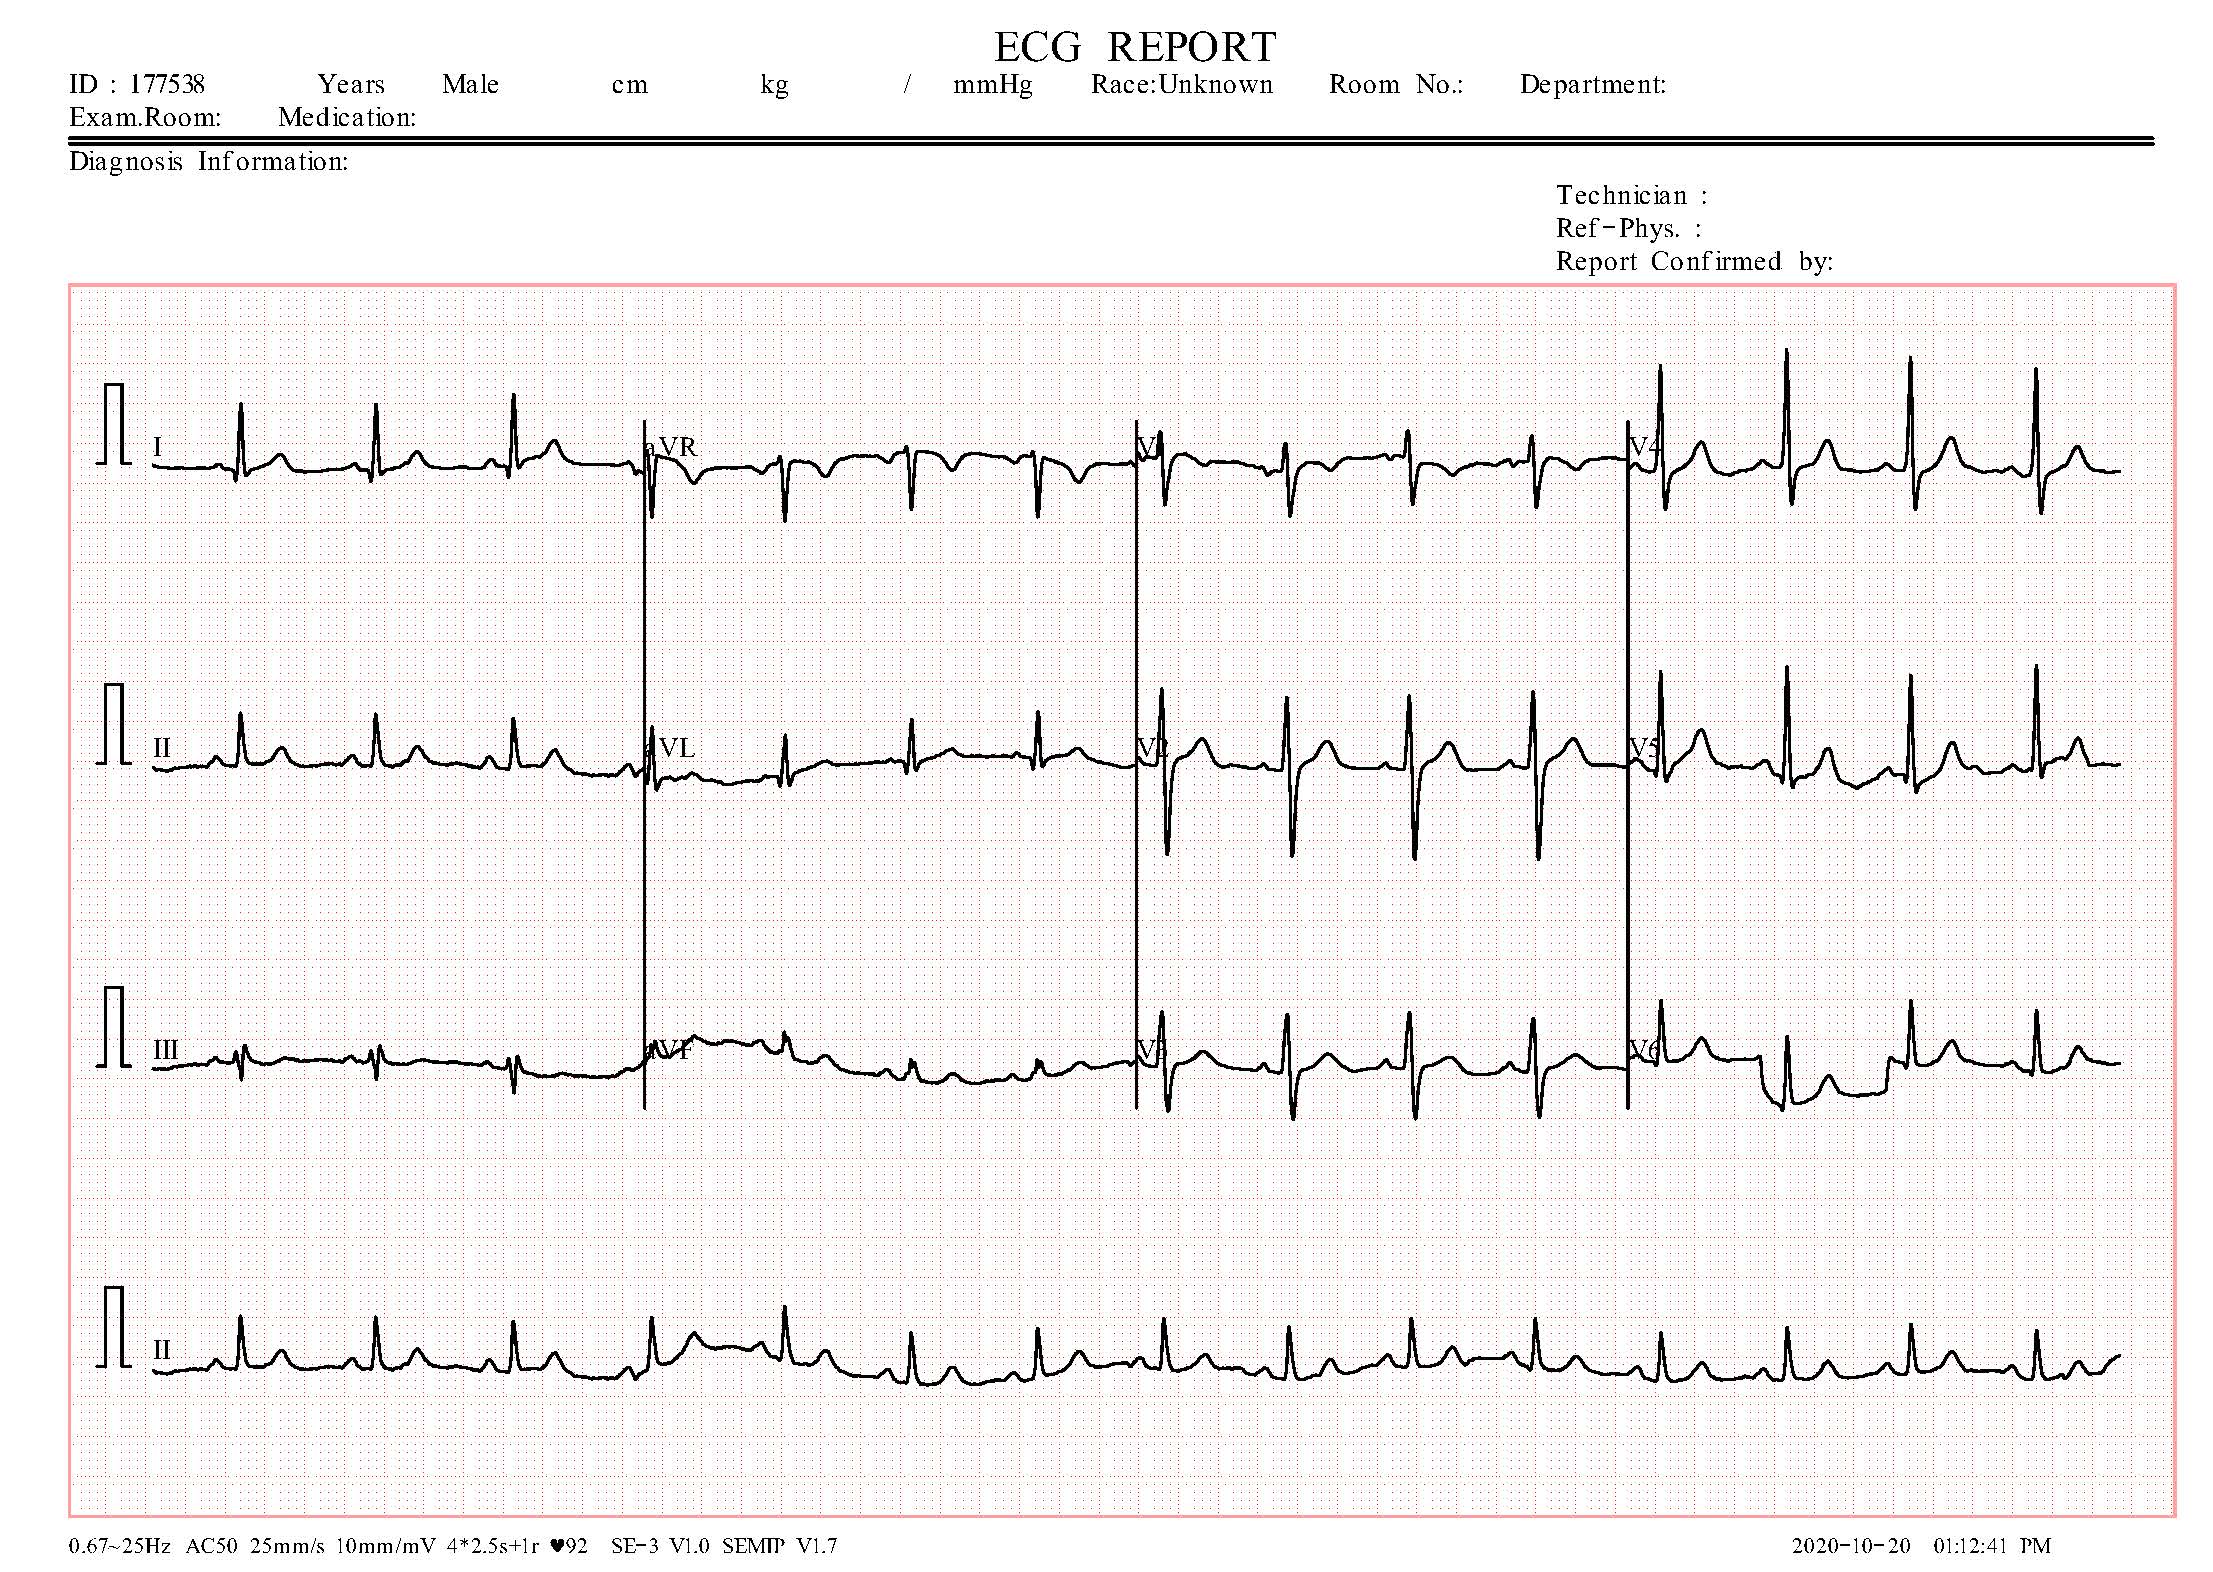 ECG REPORT
ID : 177538 Years Male cm kg / mmHg Race:Unknown Room No.: Department:
Exam.Room: Medication:
Diagnosis Information:
Technician :
Ref-Phys. :
Report Confirmed by:
I aVR V4
II aVL V2 V5
III aVF V6
II
0.67~25Hz AC50 25mm/s 10mm/mV 4*2.5s+1r ♥92 SE-3 V1.0 SEMIP V1.7
2020-10-20 01:12:41 PM